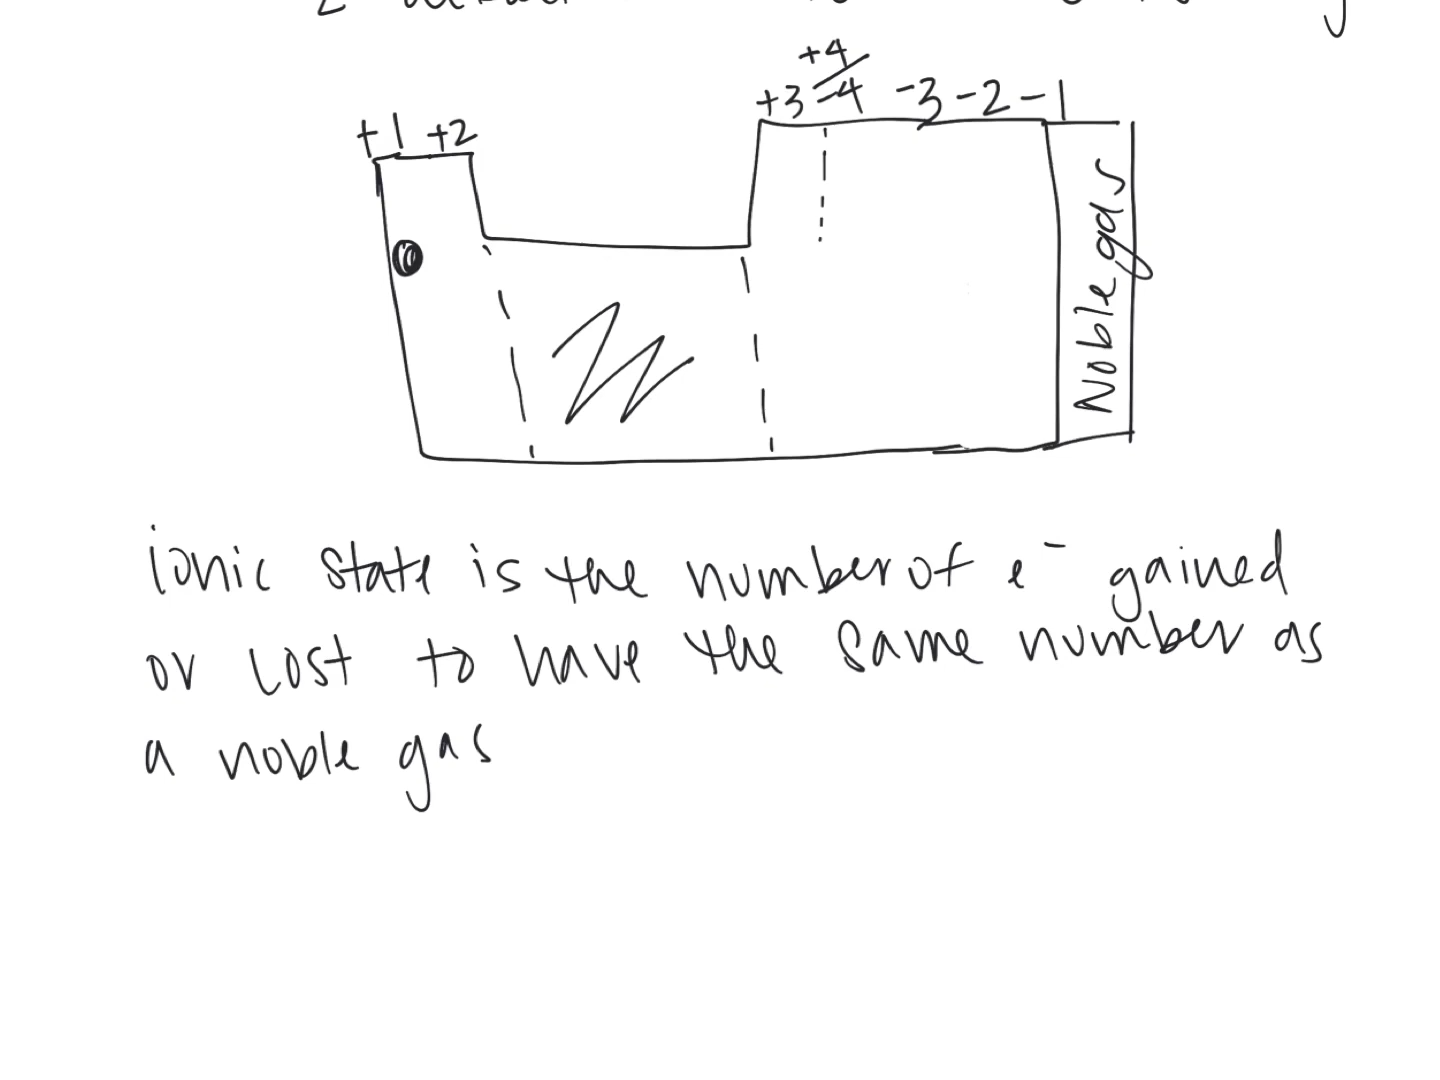 +4
+3 -4 -3 -2 -1
+1 +2
Noble gas
ionic state is the number of e⁻ gained
or lost to have the same number as
a noble gas